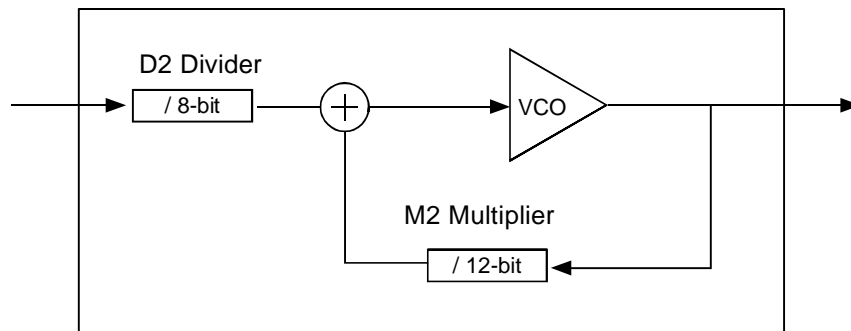 D2 Divider
/ 8-bit
VCO
M2 Multiplier
/ 12-bit